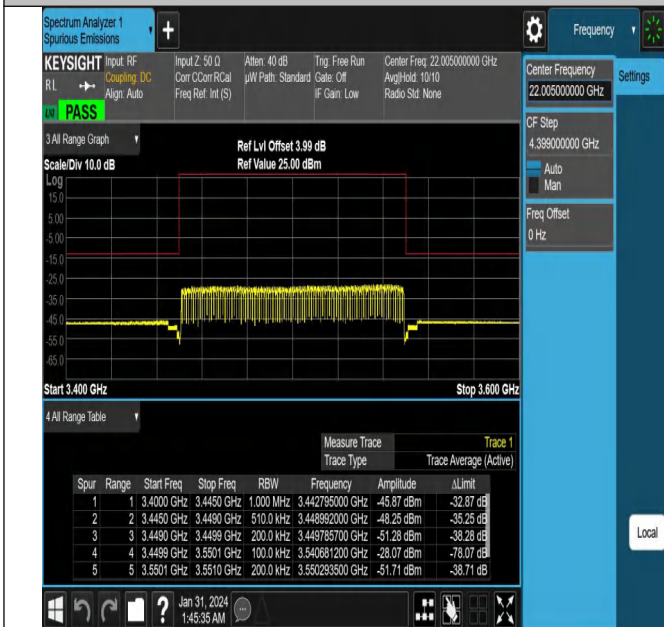 Spectrum Analyzer 1
Spurious Emissions
Frequency
KEYSIGHT Input: RF
RL Coupling: DC
Align: Auto
Input Z: 50 Ω
Corr CCorr RCal
Freq Ref: Int (S)
Atten: 40 dB
µW Path: Standard
Trig: Free Run
Gate: Off
IF Gain: Low
Center Freq: 22.005000000 GHz
Avg|Hold: 10/10
Radio Std: None
PASS
Center Frequency
22.005000000 GHz
Settings
CF Step
4.399000000 GHz
Auto
Man
Freq Offset
0 Hz
3 All Range Graph
Scale/Div 10.0 dB
Ref Lvl Offset 3.99 dB
Ref Value 25.00 dBm
Log
15.0
5.00
-5.00
-15.0
-25.0
-35.0
-45.0
-55.0
-65.0
Start 3.400 GHz
Stop 3.600 GHz
4 All Range Table
Measure Trace Trace 1
Trace Type Trace Average (Active)
Spur Range Start Freq Stop Freq RBW Frequency Amplitude ΔLimit
1 1 3.4000 GHz 3.4450 GHz 1.000 MHz 3.442795000 GHz -45.87 dBm -32.87 dB
2 2 3.4450 GHz 3.4490 GHz 510.0 kHz 3.448992000 GHz -48.25 dBm -35.25 dB
3 3 3.4490 GHz 3.4499 GHz 200.0 kHz 3.449785700 GHz -51.28 dBm -38.28 dB
4 4 3.4499 GHz 3.5501 GHz 100.0 kHz 3.540681200 GHz -28.07 dBm -78.07 dB
5 5 3.5501 GHz 3.5510 GHz 200.0 kHz 3.550293500 GHz -51.71 dBm -38.71 dB
Local
Jan 31, 2024
1:45:35 AM